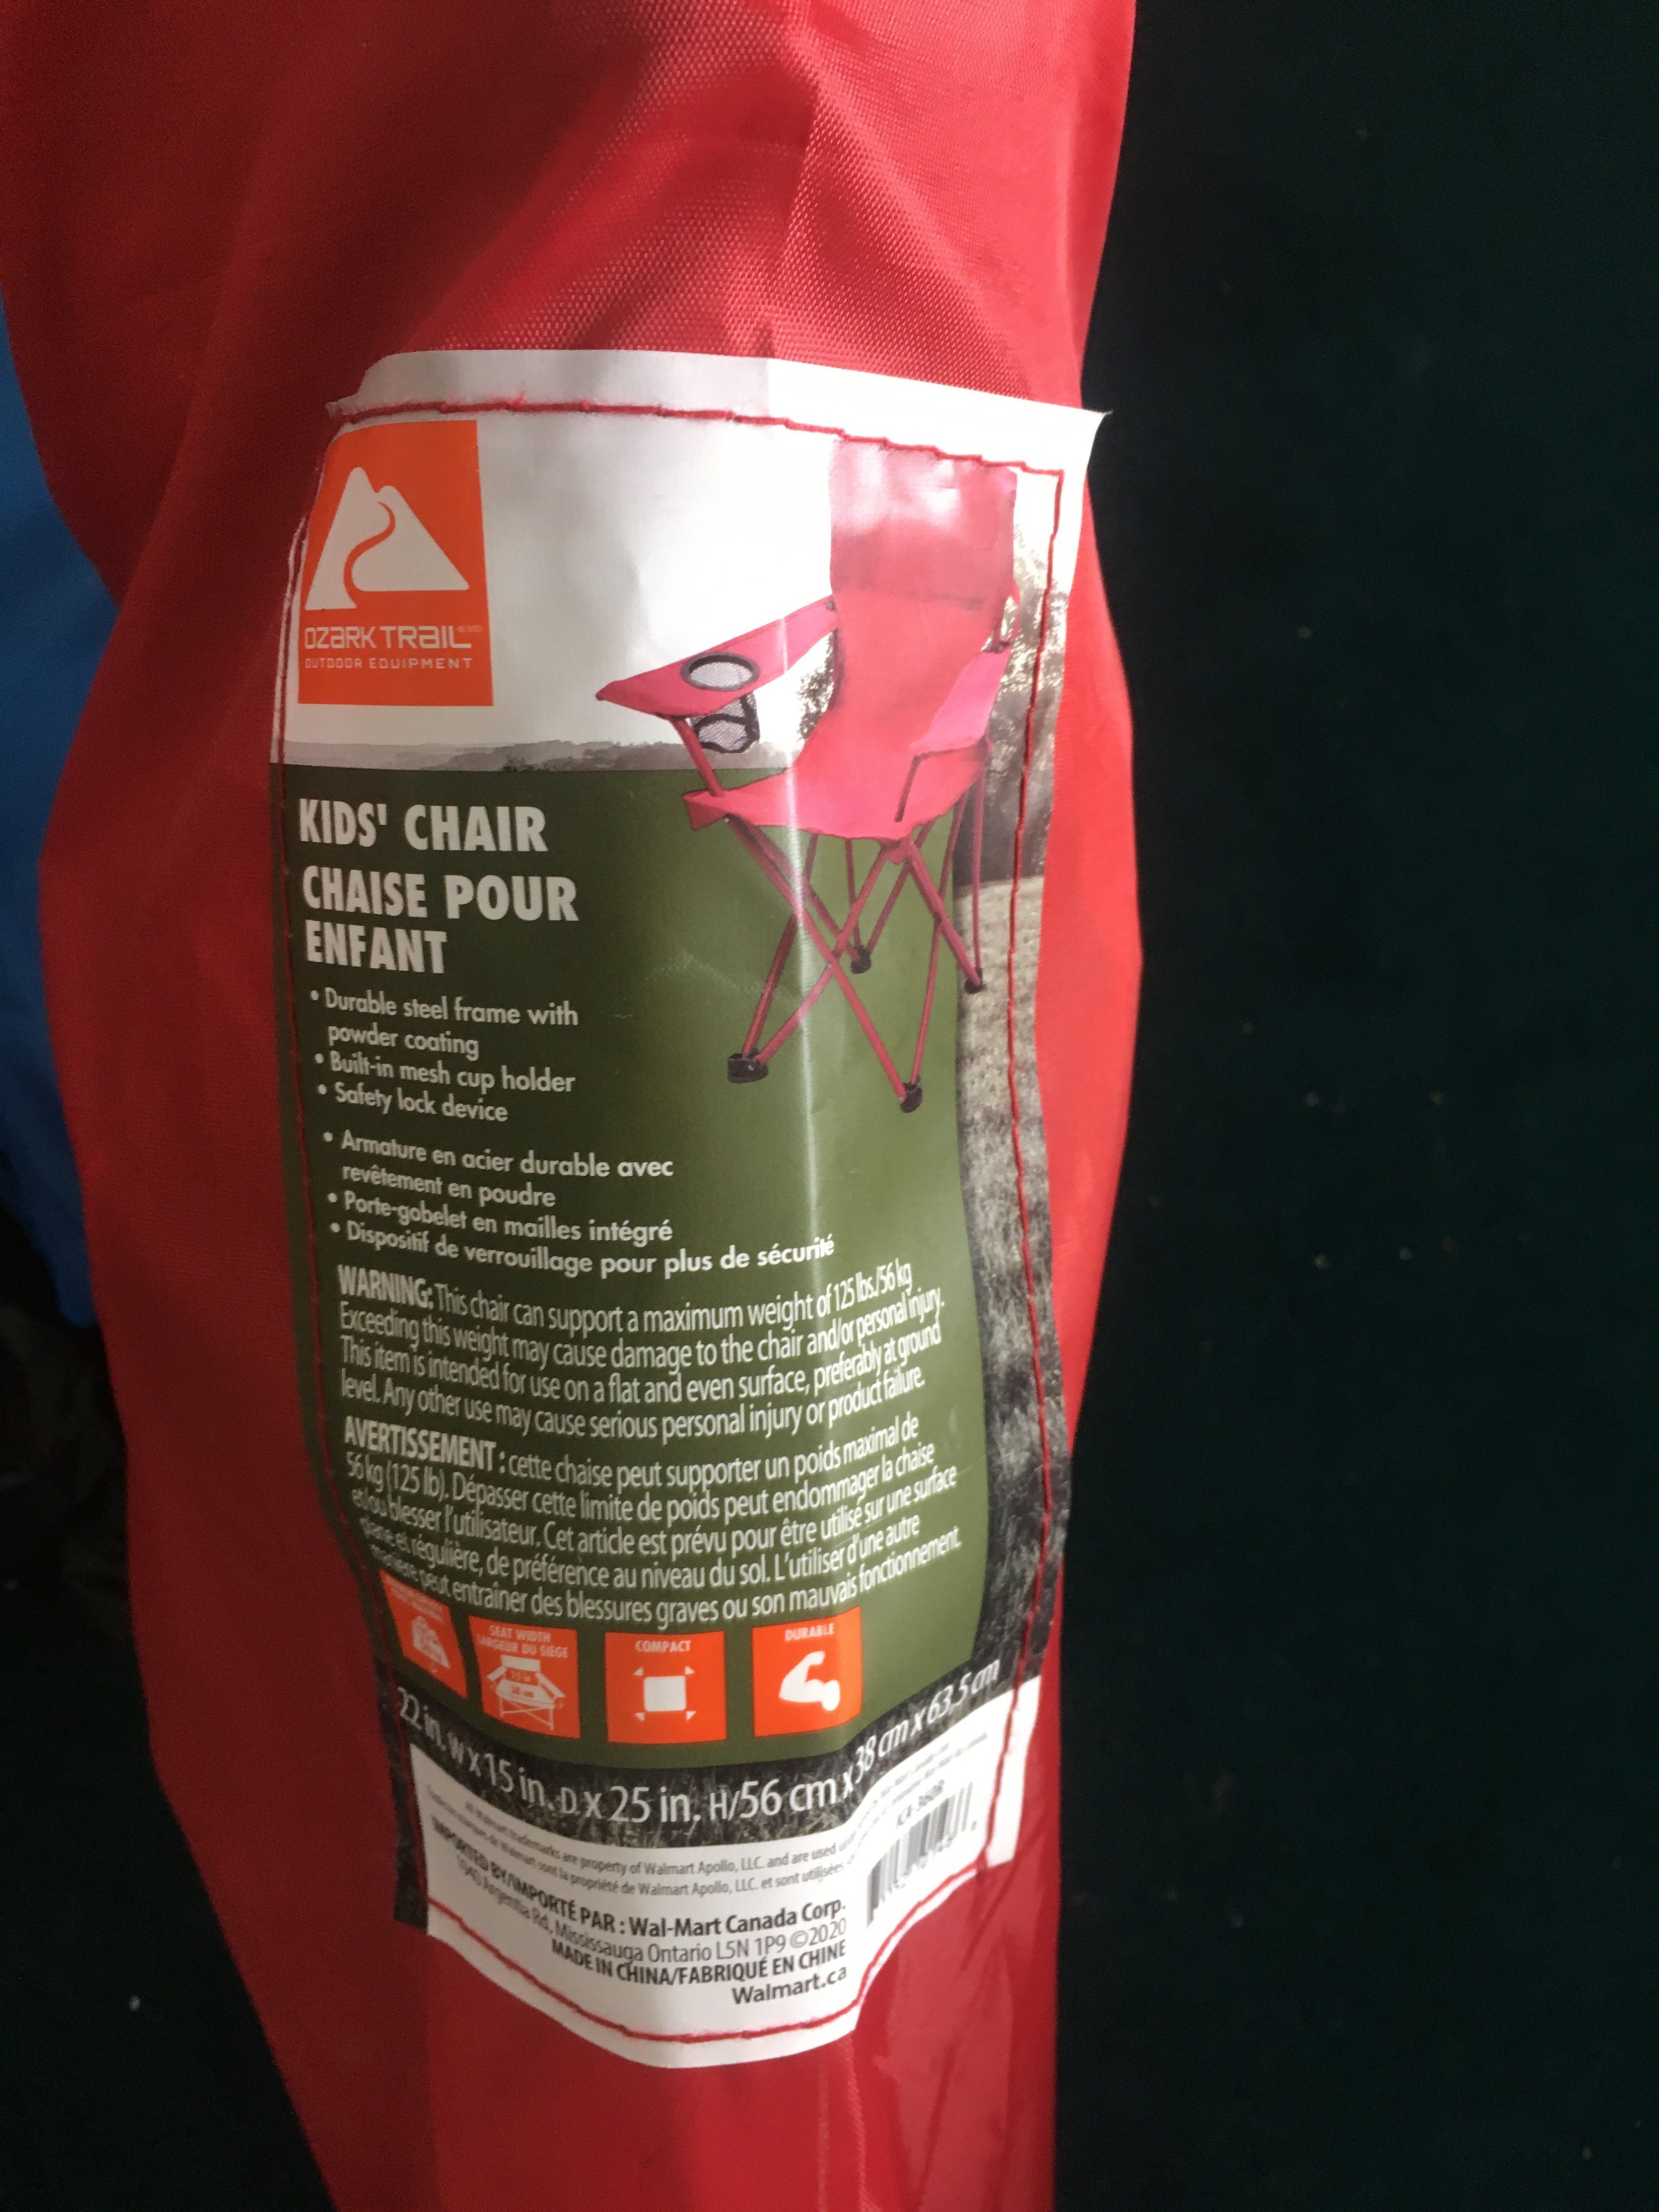 OZARK TRAIL
OUTDOOR EQUIPMENT
KIDS' CHAIR
CHAISE POUR
ENFANT
• Durable steel frame with
powder coating
• Built-in mesh cup holder
• Safety lock device
• Armature en acier durable avec
revêtement en poudre
• Porte-gobelet en mailles intégré
• Dispositif de verrouillage pour plus de sécurité
WARNING: This chair can support a maximum weight of 125 lbs./56 kg
Exceeding this weight may cause damage to the chair and/or personal injury.
This item is intended for use on a flat and even surface, preferably at ground
level. Any other use may cause serious personal injury or product failure.
AVERTISSEMENT : cette chaise peut supporter un poids maximal de
56 kg (125 lb). Dépasser cette limite de poids peut endommager la chaise
et/ou blesser l'utilisateur. Cet article est prévu pour être utilisé sur une surface
plane et régulière, de préférence au niveau du sol. L'utiliser d'une autre
manière peut entraîner des blessures graves ou son mauvais fonctionnement.
SEAT WIDTH
LARGEUR DU SIEGE
15 in
38 cm
COMPACT
DURABLE
22 in. W x 15 in. D x 25 in. H/56 cm x 38 cm x 63,5 cm
All Walmart trademarks are property of Walmart Apollo, LLC. and are used
marques de Walmart sont la propriété de Walmart Apollo, LLC. et sont utilisées
IMPORTED BY/IMPORTÉ PAR : Wal-Mart Canada Corp.
1940 Argentia Rd, Mississauga Ontario L5N 1P9 ©2020
MADE IN CHINA/FABRIQUÉ EN CHINE
Walmart.ca